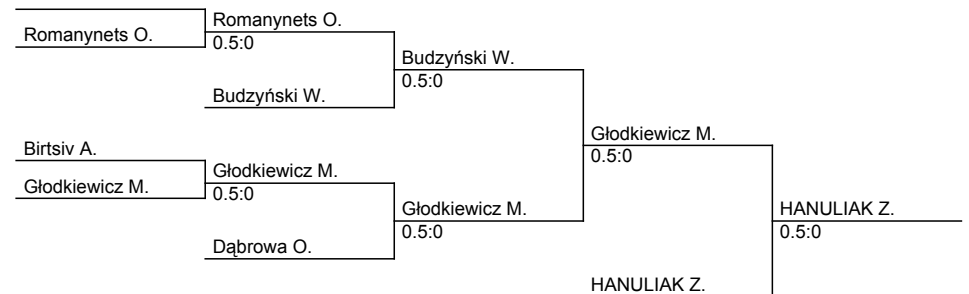 Romanynets O.
Romanynets O.
0.5:0
Budzyński W.
Budzyński W.
0.5:0
Birtsiv A.
Głodkiewicz M.
Głodkiewicz M.
0.5:0
Dąbrowa O.
Głodkiewicz M.
0.5:0
Głodkiewicz M.
0.5:0
HANULIAK Z.
HANULIAK Z.
0.5:0